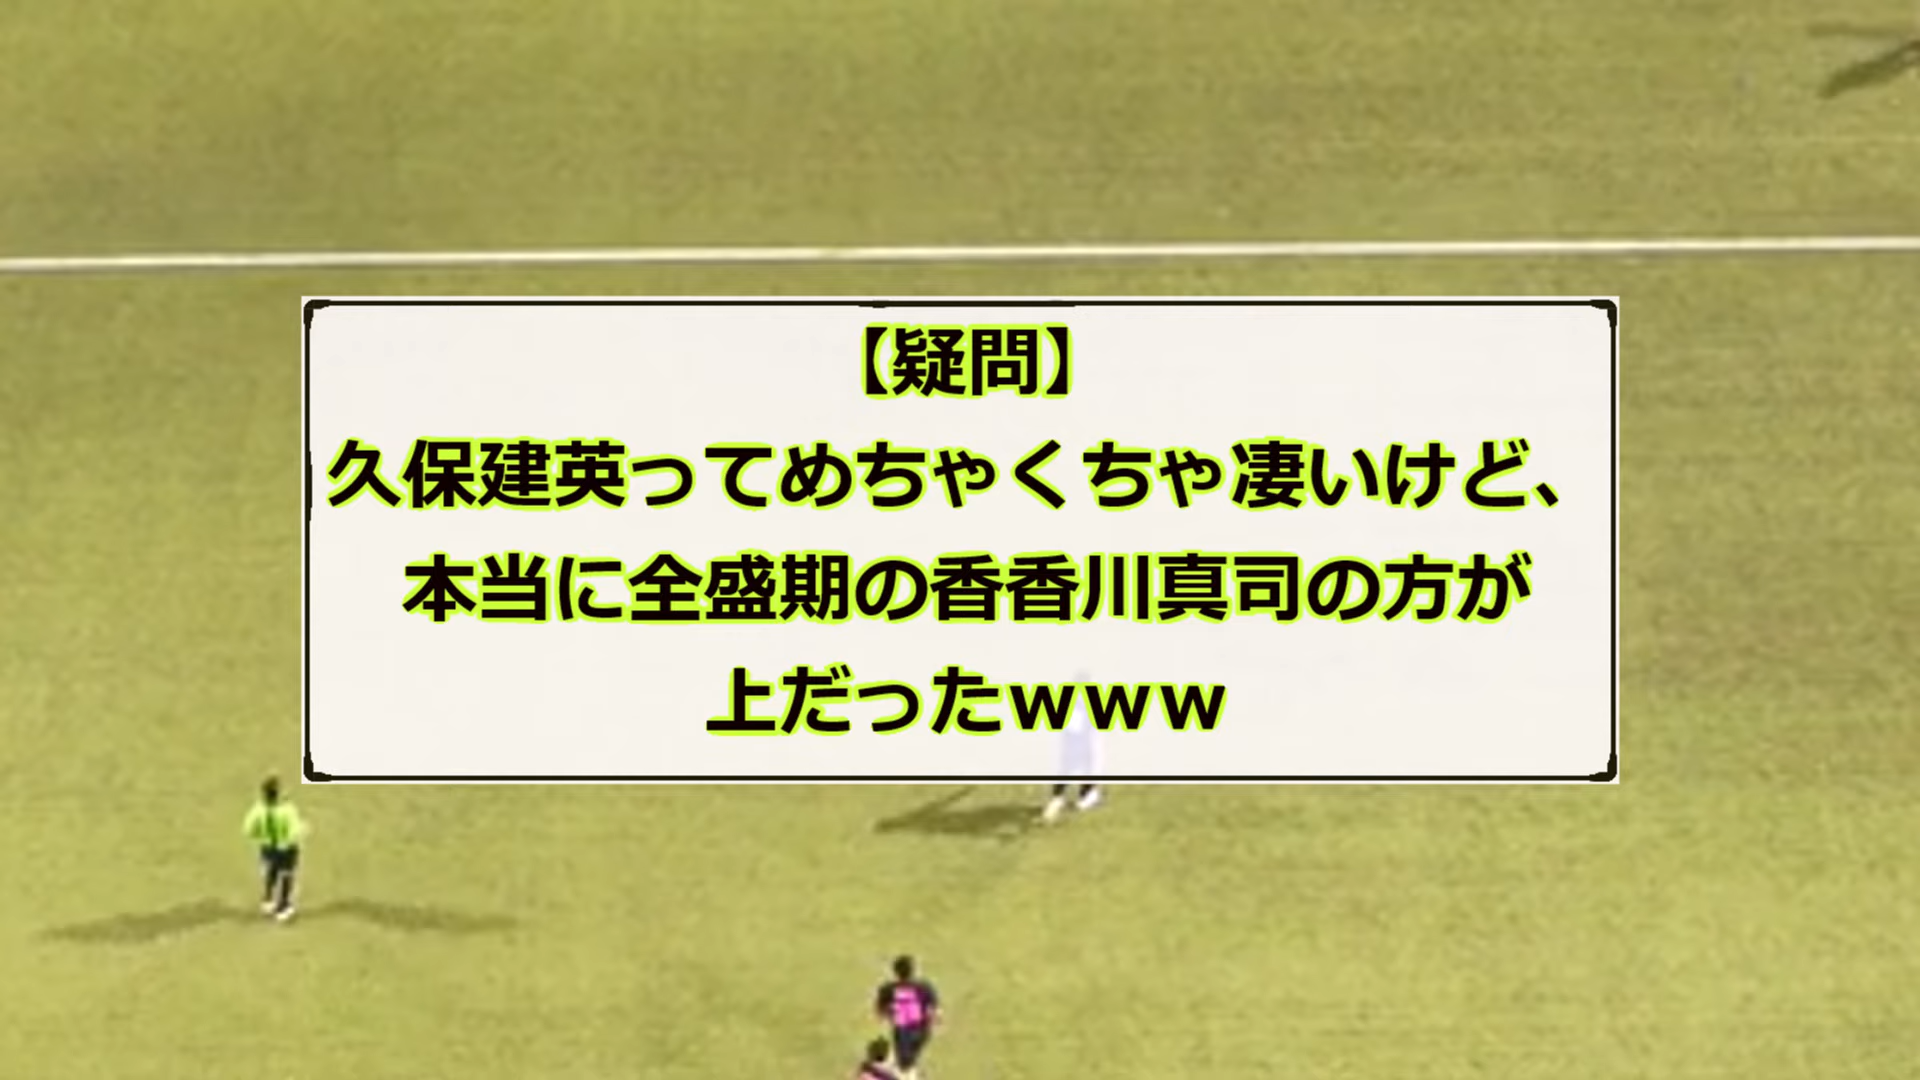 【疑問】
久保建英ってめちゃくちゃ凄いけど、
本当に全盛期の香香川真司の方が
上だったｗｗｗ